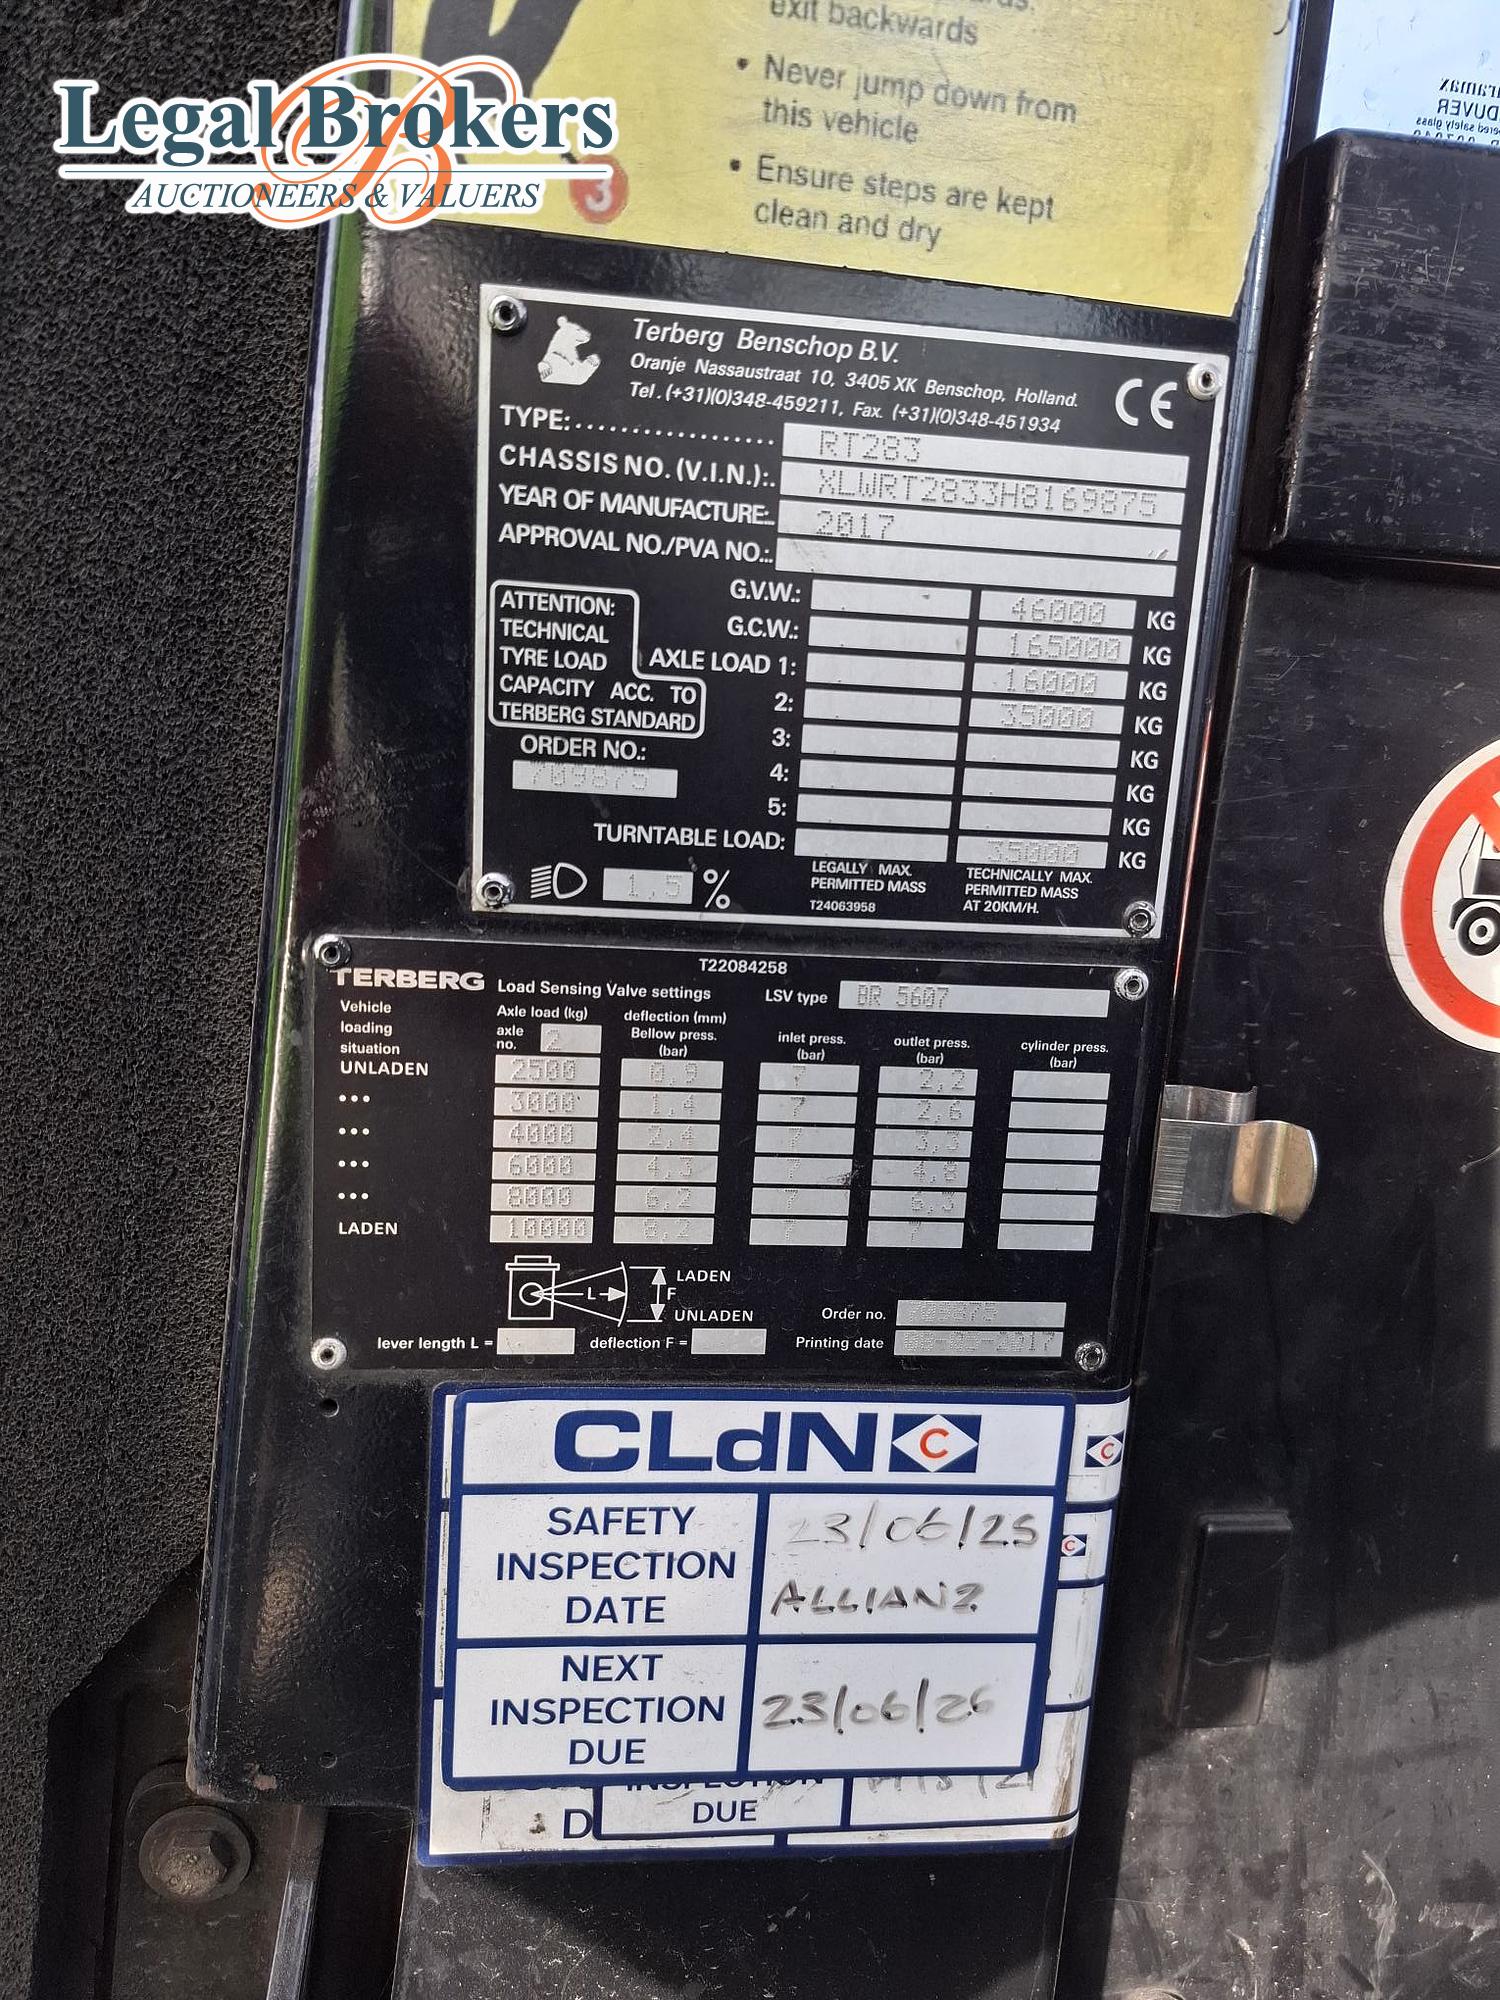 exit backwards
• Never jump down from
this vehicle
• Ensure steps are kept
clean and dry
3
Legal Brokers
AUCTIONEERS & VALUERS
Terberg Benschop B.V.
Oranje Nassaustraat 10, 3405 XK Benschop, Holland.
Tel. (+31)(0)348-459211, Fax. (+31)(0)348-451934
CE
TYPE:.................. RT283
CHASSIS NO. (V.I.N.):. XLWRT2833H8169875
YEAR OF MANUFACTURE:. 2017
APPROVAL NO./PVA NO.:.
G.V.W.: 46000 KG
G.C.W.: 165000 KG
AXLE LOAD 1: 16000 KG
2: 35000 KG
3: KG
4: KG
5: KG
TURNTABLE LOAD: 35000 KG
ATTENTION:
TECHNICAL
TYRE LOAD
CAPACITY ACC. TO
TERBERG STANDARD
ORDER NO.:
709875
1,5 %
LEGALLY MAX.
PERMITTED MASS
T24063958
TECHNICALLY MAX.
PERMITTED MASS
AT 20KM/H.
T22084258
TERBERG Load Sensing Valve settings LSV type BR 5607
Vehicle
loading
situation
Axle load (kg)
axle
no. 2
deflection (mm)
Bellow press.
(bar)
inlet press.
(bar)
outlet press.
(bar)
cylinder press.
(bar)
UNLADEN 2500 0,9 7 2,2
••• 3000 1,4 7 2,6
••• 4000 2,4 7 3,3
••• 6000 4,3 7 4,8
••• 8000 6,2 7 6,3
LADEN 10000 8,2 7 7
LADEN
L
F
UNLADEN
Order no. 709875
lever length L = deflection F = Printing date
CLdN C
SAFETY
INSPECTION
DATE
23/06/25
ALLIANZ
NEXT
INSPECTION
DUE
23/06/26
INSPECTION
DUE
C
C